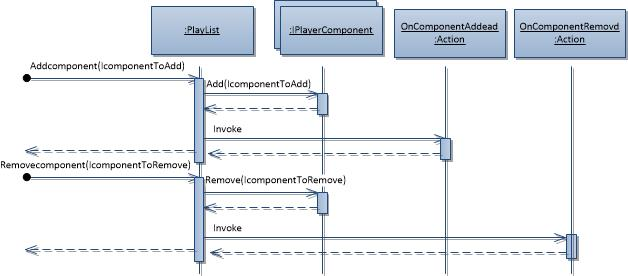 :PlayList
:IPlayerComponent
OnComponentAddead
:Action
OnComponentRemovd
:Action
Addcomponent(IcomponentToAdd)
Add(IcomponentToAdd)
Invoke
Removecomponent(IcomponentToRemove)
Remove(IcomponentToRemove)
Invoke